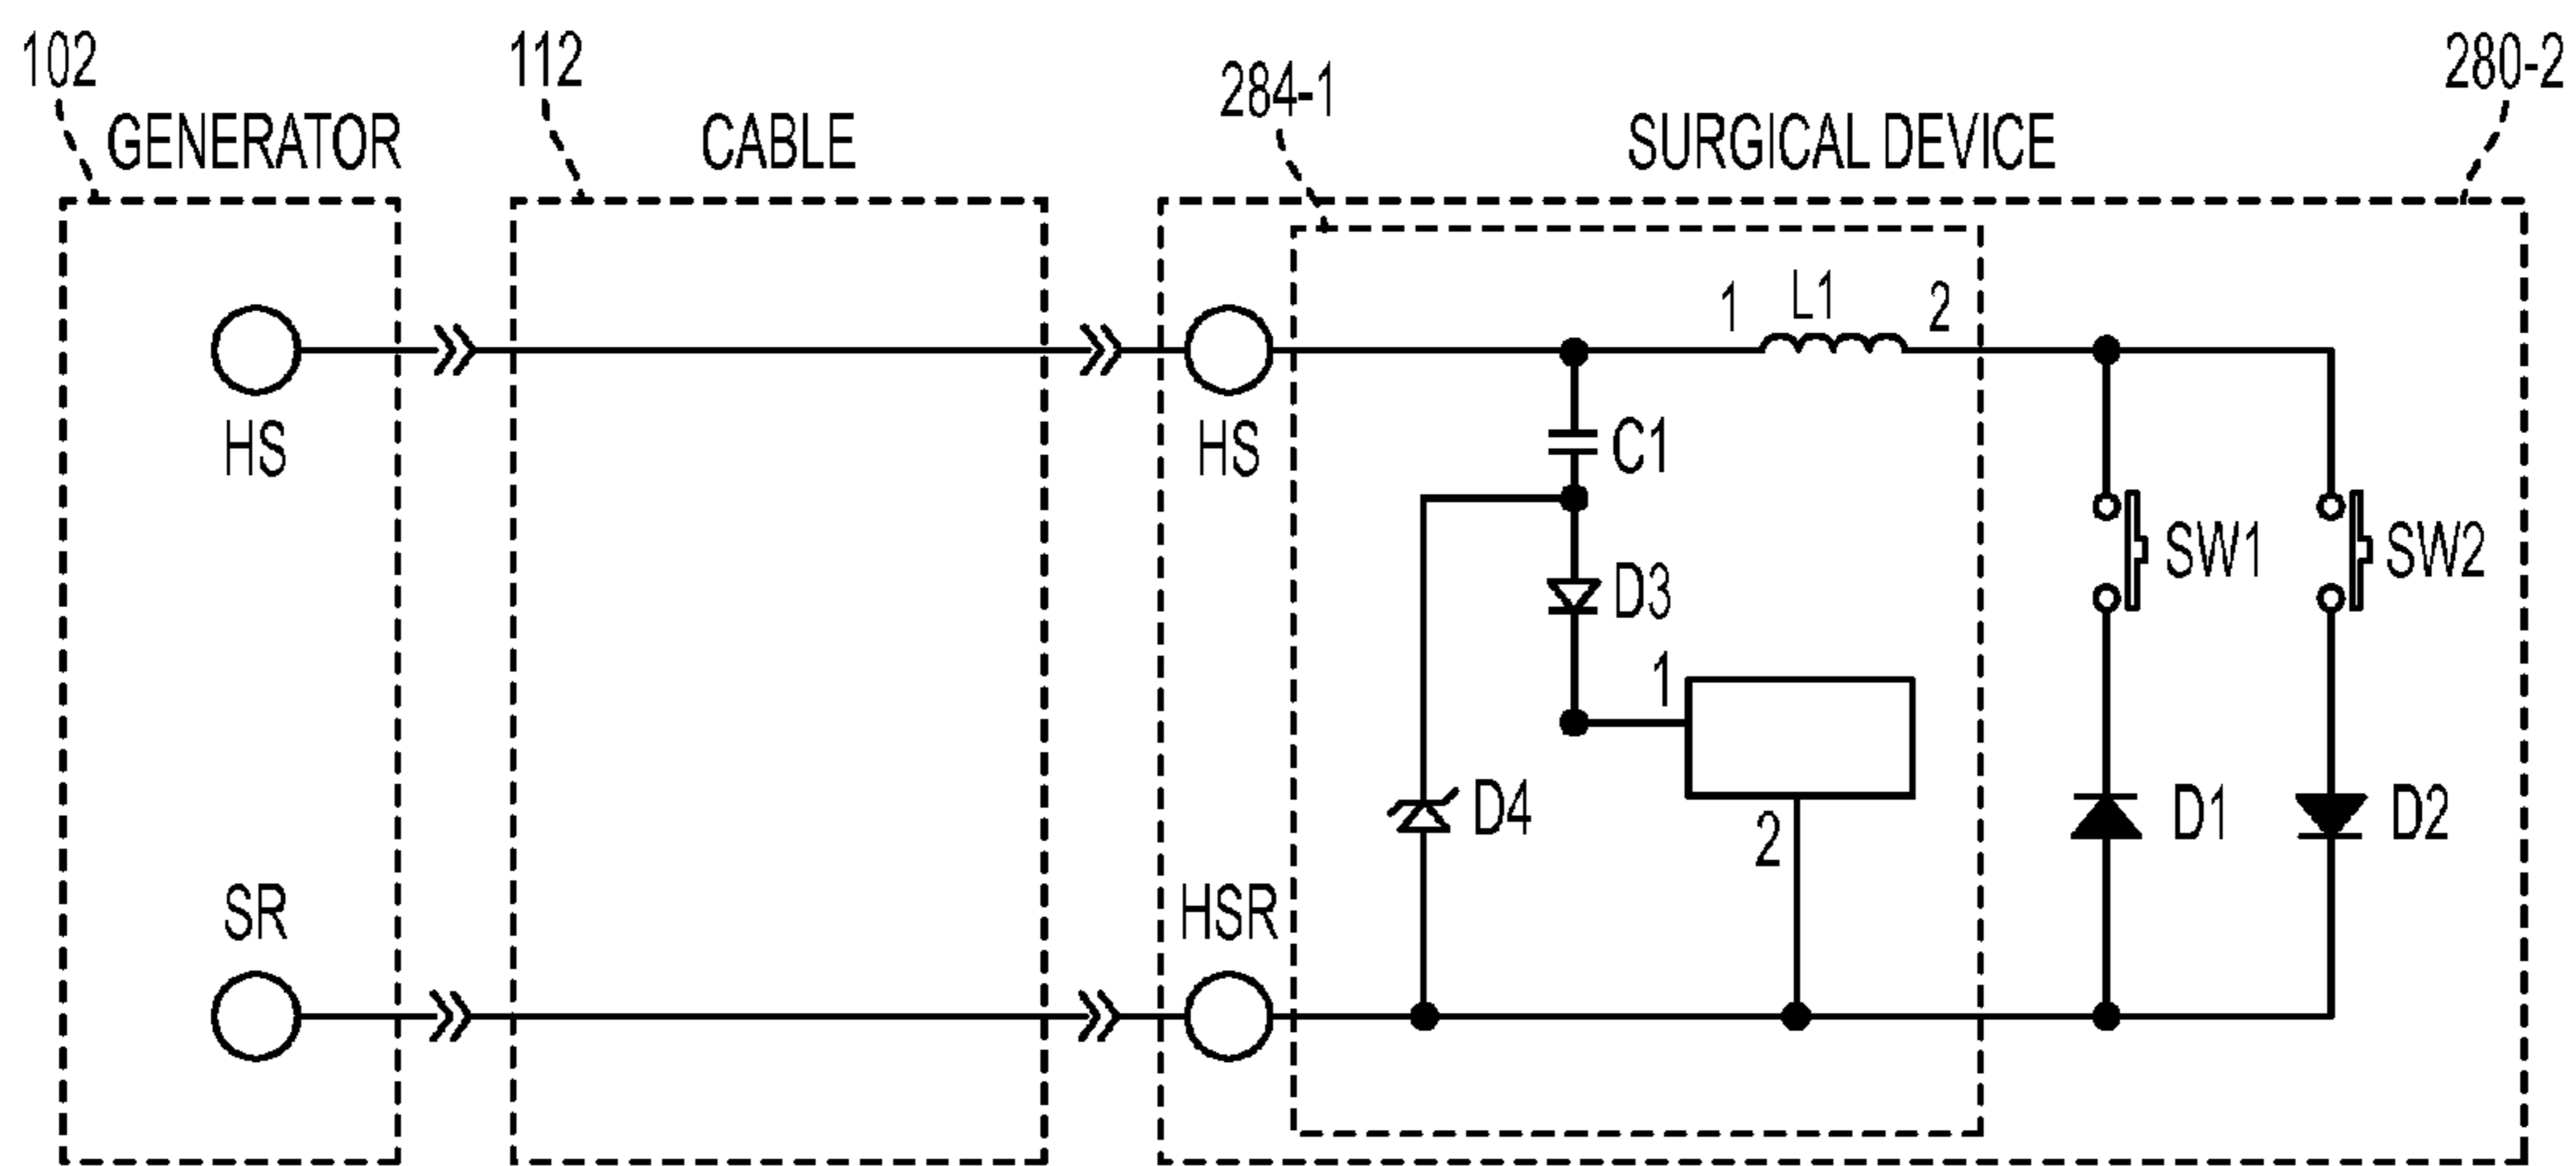 102
112
284-1
280-2
GENERATOR
CABLE
SURGICAL DEVICE
1
L1
2
HS
HS
C1
SW1
SW2
D3
1
D4
2
D1
D2
SR
HSR